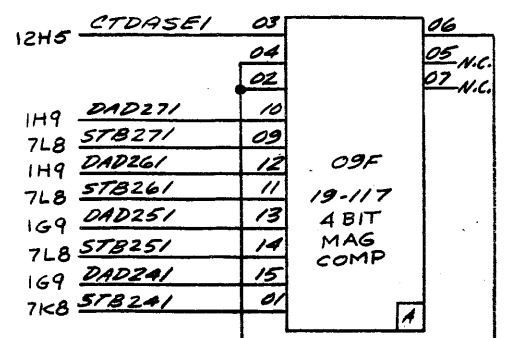 12H5 CTDASE1 03 06
04 05 N.C.
02 07 N.C.
1H9 DAD271 10
7L8 STB271 09
1H9 DAD261 12 09F
7L8 STB261 11 19-117
1G9 DAD251 13 4 BIT
7L8 STB251 14 MAG
1G9 DAD241 15 COMP
7K8 STB241 01 A